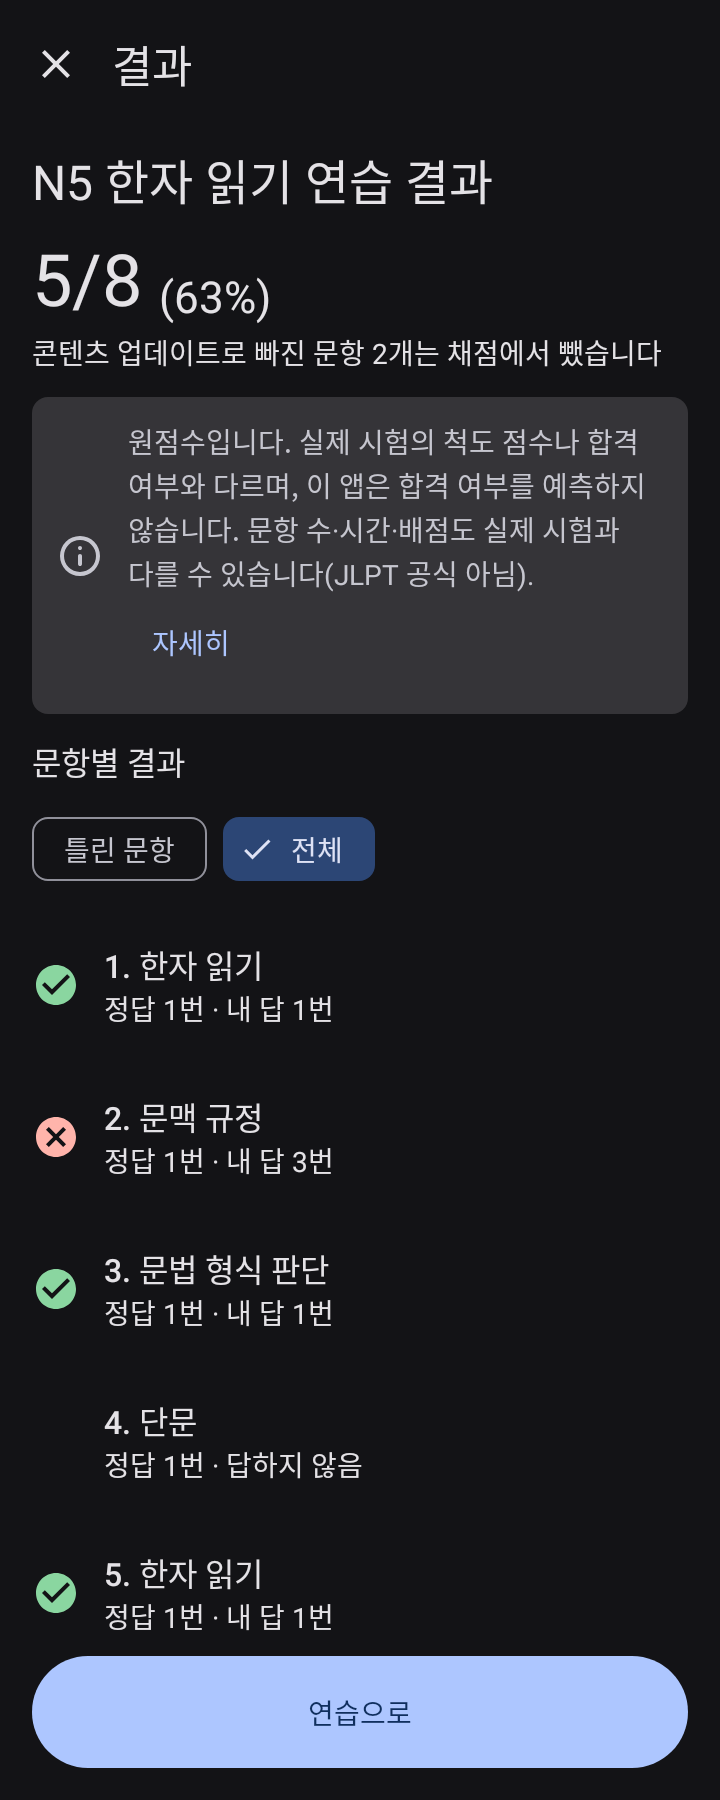 결과
N5 한자 읽기 연습 결과
5/8 (63%)
콘텐츠 업데이트로 빠진 문항 2개는 채점에서 뺐습니다
원점수입니다. 실제 시험의 척도 점수나 합격
여부와 다르며, 이 앱은 합격 여부를 예측하지
않습니다. 문항 수·시간·배점도 실제 시험과
다를 수 있습니다(JLPT 공식 아님).
자세히
문항별 결과
틀린 문항
전체
1. 한자 읽기
정답 1번 · 내 답 1번
2. 문맥 규정
정답 1번 · 내 답 3번
3. 문법 형식 판단
정답 1번 · 내 답 1번
4. 단문
정답 1번 · 답하지 않음
5. 한자 읽기
정답 1번 · 내 답 1번
연습으로